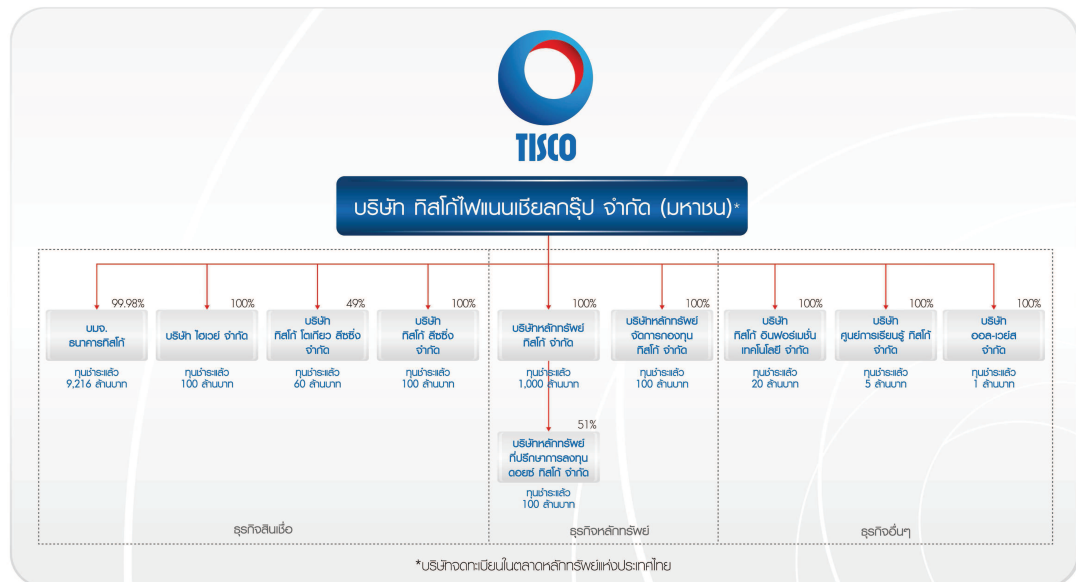 TISCO
บริษัท ทิสโก้ไฟแนนเชียลกรุ๊ป จำกัด (มหาชน)*
99.98%
บมจ.
ธนาคารทิสโก้
ทุนชำระแล้ว
9,216 ล้านบาท
100%
บริษัท ไฮเวย์ จำกัด
ทุนชำระแล้ว
100 ล้านบาท
49%
บริษัท
ทิสโก้ โตเกียว ลีซซิ่ง
จำกัด
ทุนชำระแล้ว
60 ล้านบาท
100%
บริษัท
ทิสโก้ ลีซซิ่ง
จำกัด
ทุนชำระแล้ว
100 ล้านบาท
100%
บริษัทหลักทรัพย์
ทิสโก้ จำกัด
ทุนชำระแล้ว
1,000 ล้านบาท
100%
บริษัทหลักทรัพย์
จัดการกองทุน
ทิสโก้ จำกัด
ทุนชำระแล้ว
100 ล้านบาท
100%
บริษัท
ทิสโก้ อินฟอร์เมชั่น
เทคโนโลยี จำกัด
ทุนชำระแล้ว
20 ล้านบาท
100%
บริษัท
ศูนย์การเรียนรู้ ทิสโก้
จำกัด
ทุนชำระแล้ว
5 ล้านบาท
100%
บริษัท
ออล-เวย์ส
จำกัด
ทุนชำระแล้ว
1 ล้านบาท
51%
บริษัทหลักทรัพย์
ที่ปรึกษาการลงทุน
ดอยซ์ ทิสโก้ จำกัด
ทุนชำระแล้ว
100 ล้านบาท
ธุรกิจสินเชื่อ
ธุรกิจหลักทรัพย์
ธุรกิจอื่นๆ
*บริษัทจดทะเบียนในตลาดหลักทรัพย์แห่งประเทศไทย